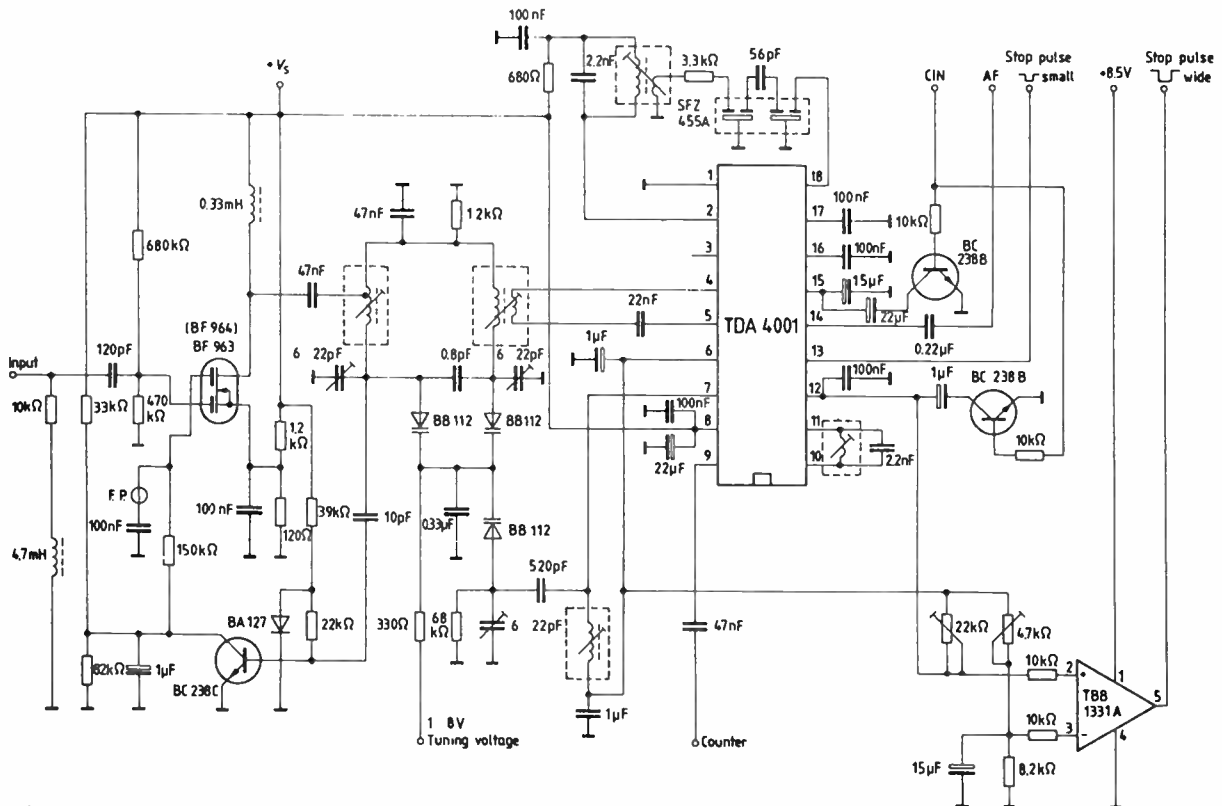 100 nF
+ Vs
680Ω
2.2nF
3.3kΩ
56pF
SFZ
455A
CIN
AF
Stop pulse
small
+8.5V
Stop pulse
wide
0.33mH
680kΩ
47nF
1.2kΩ
47nF
1
2
3
4
5
6
7
8
9
18
17
16
15
14
13
12
11
10
TDA 4001
100nF
100nF
15µF
22µF
10kΩ
BC
238B
0.22µF
22nF
1µF
Input
120pF
(BF 964)
BF 963
6 22pF
0.8pF
6 22pF
10kΩ
33kΩ
470
kΩ
1.2
kΩ
BB 112
BB 112
100nF
22µF
100nF
1µF
BC 238 B
10kΩ
2.2nF
F.P.
100nF
4.7mH
150kΩ
100 nF
120Ω
39kΩ
10pF
0.33µF
BB 112
520pF
BA 127
22kΩ
330Ω
68
kΩ
6 22pF
47nF
22kΩ
4.7kΩ
82kΩ
1µF
BC 238C
1 8V
Tuning voltage
1µF
Counter
10kΩ
2
+
1
TBB
1331A
5
10kΩ
3
-
4
15µF
8.2kΩ